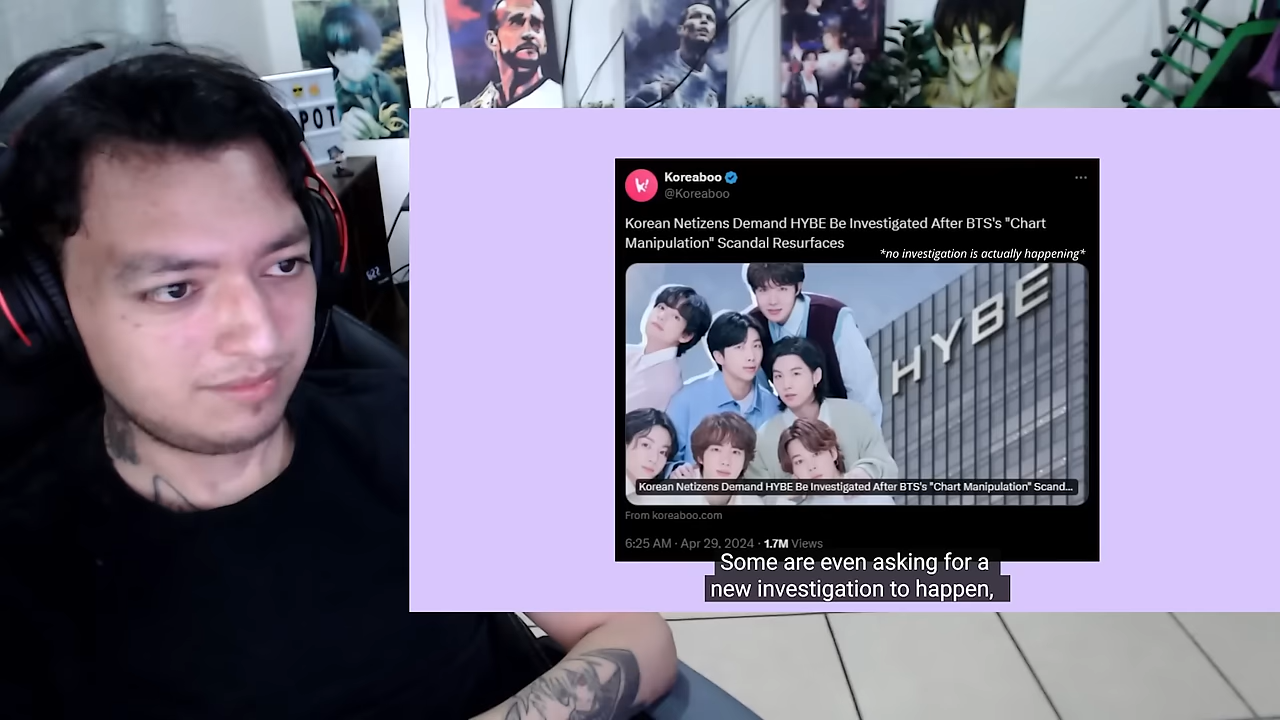 POT
Koreaboo
@Koreaboo
Korean Netizens Demand HYBE Be Investigated After BTS's "Chart
Manipulation" Scandal Resurfaces
*no investigation is actually happening*
HYBE
Korean Netizens Demand HYBE Be Investigated After BTS's "Chart Manipulation" Scand...
From koreaboo.com
6:25 AM · Apr 29, 2024 · 1.7M Views
Some are even asking for a
new investigation to happen,